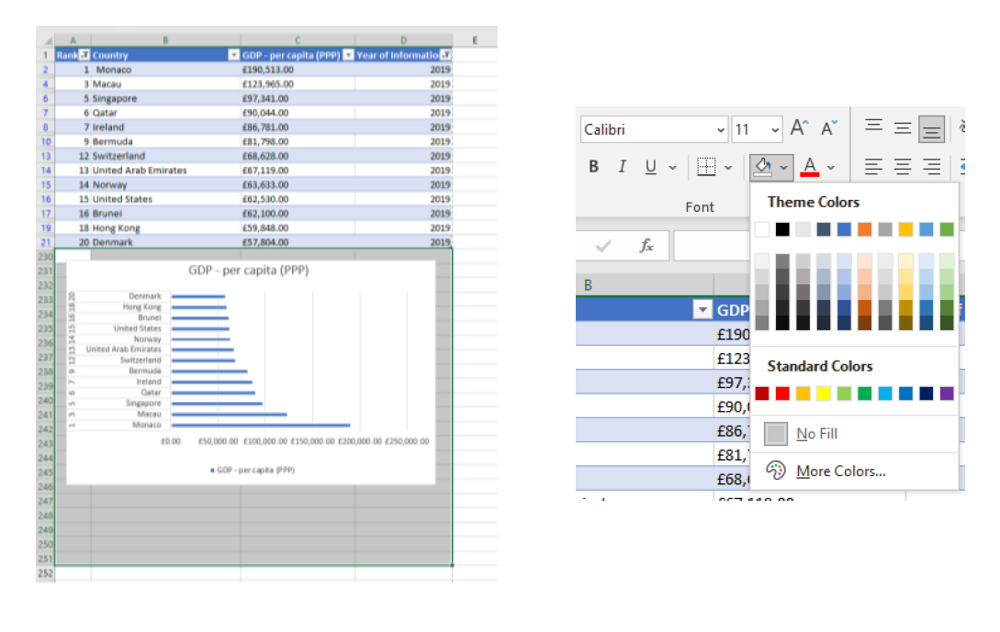 A B C D E
1 Rank Country GDP - per capita (PPP) Year of Informatio
2 1 Monaco £190,513.00 2019
4 3 Macau £123,965.00 2019
6 5 Singapore £97,341.00 2019
7 6 Qatar £90,044.00 2019
8 7 Ireland £86,781.00 2019
10 9 Bermuda £81,798.00 2019
13 12 Switzerland £68,628.00 2019
14 13 United Arab Emirates £67,119.00 2019
15 14 Norway £63,633.00 2019
16 15 United States £62,530.00 2019
17 16 Brunei £62,100.00 2019
19 18 Hong Kong £59,848.00 2019
21 20 Denmark £57,804.00 2019
230
231 GDP - per capita (PPP)
232
233 20 Denmark
18 Hong Kong
234 16 Brunei
235 15 United States
236 14 Norway
13 United Arab Emirates
237 12 Switzerland
238 9 Bermuda
239 7 Ireland
6 Qatar
240 5 Singapore
241 3 Macau
242 1 Monaco
243 £0.00 £50,000.00 £100,000.00 £150,000.00 £200,000.00 £250,000.00
244
245 GDP - per capita (PPP)
246
247
248
249
250
251
252
Calibri 11 A A
B I U A
Font
fx
B
GDP
£190
£123
£97,
£90,
£86,
£81,
£68,
Theme Colors
Standard Colors
No Fill
More Colors...